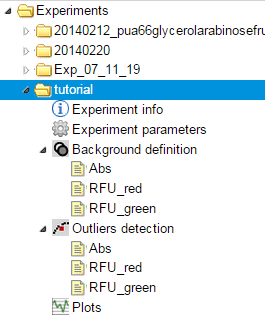 Experiments
20140212_pua66glycerolarabinosefru
20140220
Exp_07_11_19
tutorial
Experiment info
Experiment parameters
Background definition
Abs
RFU_red
RFU_green
Outliers detection
Abs
RFU_red
RFU_green
Plots